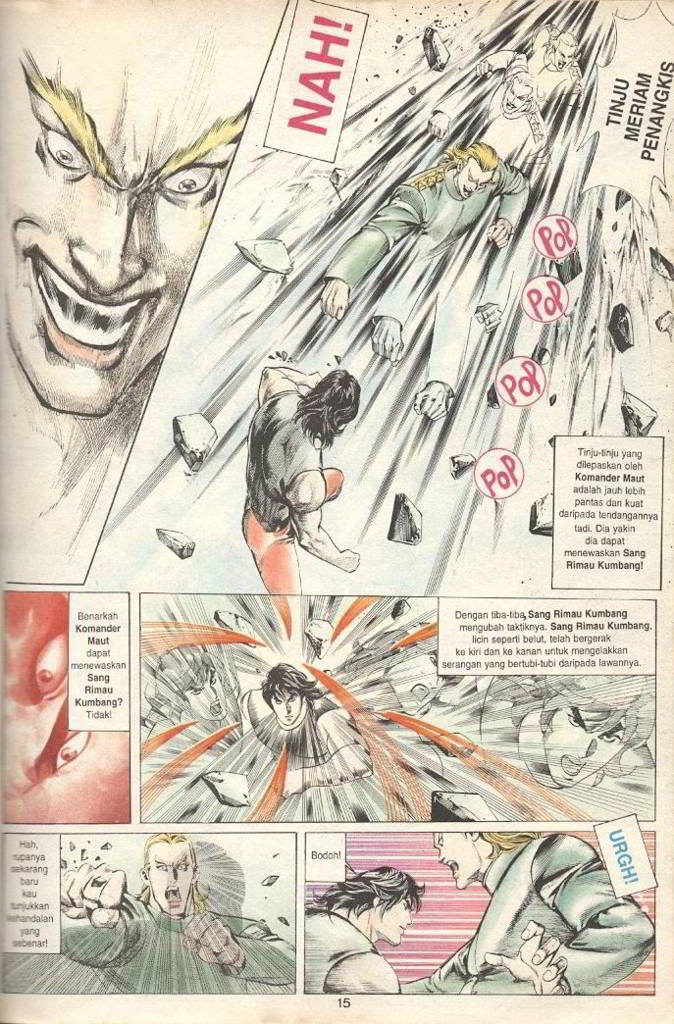 NAH!
TINJU
MERIAM
PENANGKIS
POP
POP
POP
POP
Tinju-tinju yang
dilepaskan oleh
Komander Maut
adalah jauh lebih
pantas dan kuat
daripada tendangannya
tadi. Dia yakin
dia dapat
menewaskan Sang
Rimau Kumbang!
Benarkah
Komander
Maut
dapat
menewaskan
Sang
Rimau
Kumbang?
Tidak!
Dengan tiba-tiba, Sang Rimau Kumbang
mengubah taktiknya. Sang Rimau Kumbang,
licin seperti belut, telah bergerak
ke kiri dan ke kanan untuk mengelakkan
serangan yang bertubi-tubi daripada lawannya.
Hah,
rupanya
sekarang
baru
kau
tunjukkan
kehandalan
yang
sebenar!
Bodoh!
URGH!
15